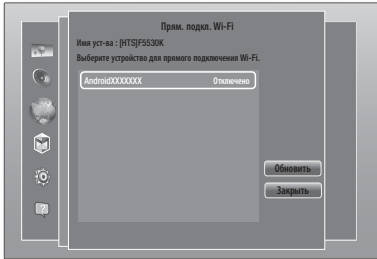 Прям. подкл. Wi-Fi
Имя уст-ва : [HTS]F5530K
Выберите устройство для прямого подключения Wi-Fi.
AndroidXXXXXXX Отключено
Обновить
Закрыть
?